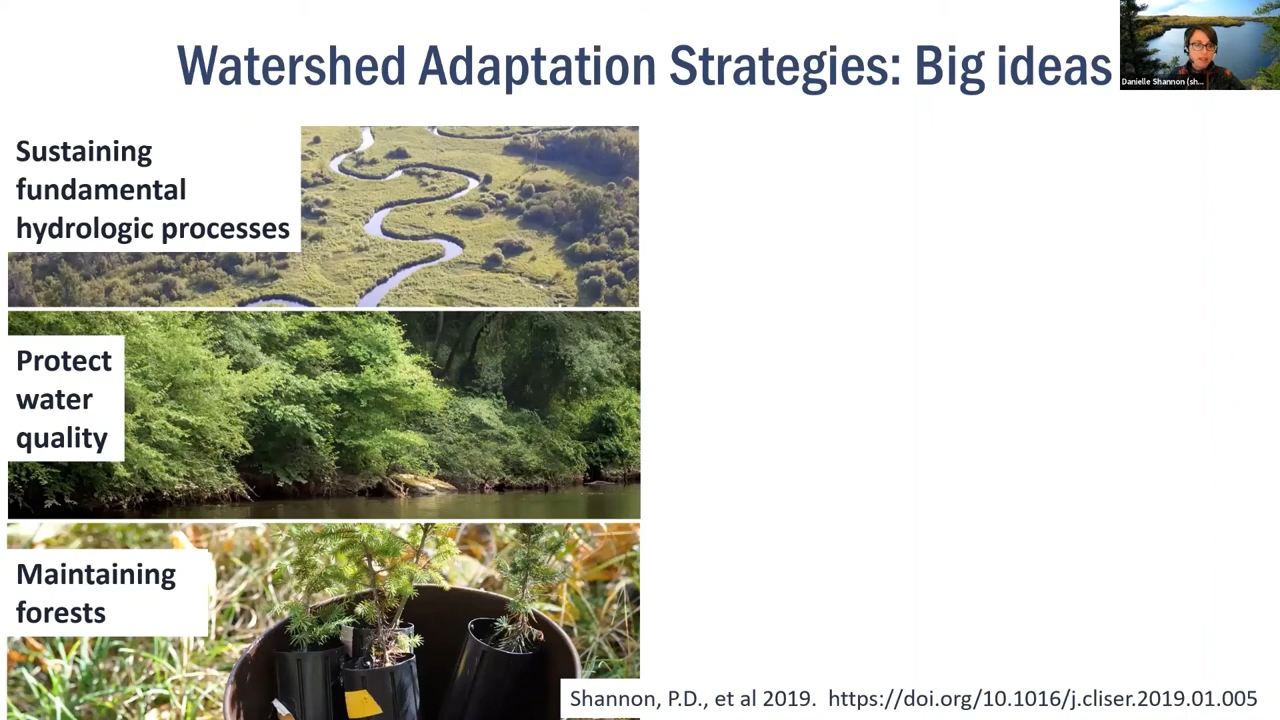 Watershed Adaptation Strategies: Big ideas
Danielle Shannon (sh...
Sustaining
fundamental
hydrologic processes
Protect
water
quality
Maintaining
forests
Shannon, P.D., et al 2019.  https://doi.org/10.1016/j.cliser.2019.01.005